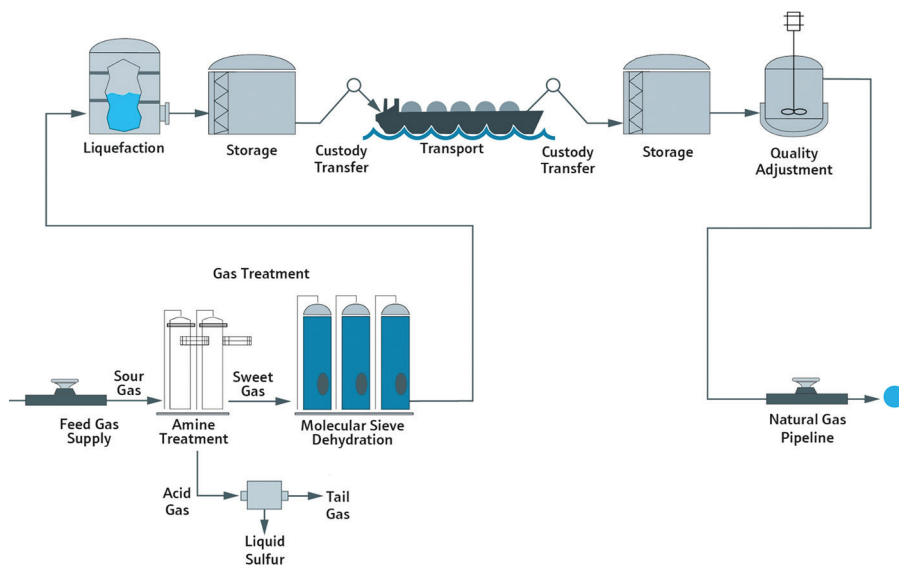 Liquefaction
Storage
Custody
Transfer
Transport
Custody
Transfer
Storage
Quality
Adjustment
Gas Treatment
Sour
Gas
Sweet
Gas
Feed Gas
Supply
Amine
Treatment
Molecular Sieve
Dehydration
Natural Gas
Pipeline
Acid
Gas
Tail
Gas
Liquid
Sulfur